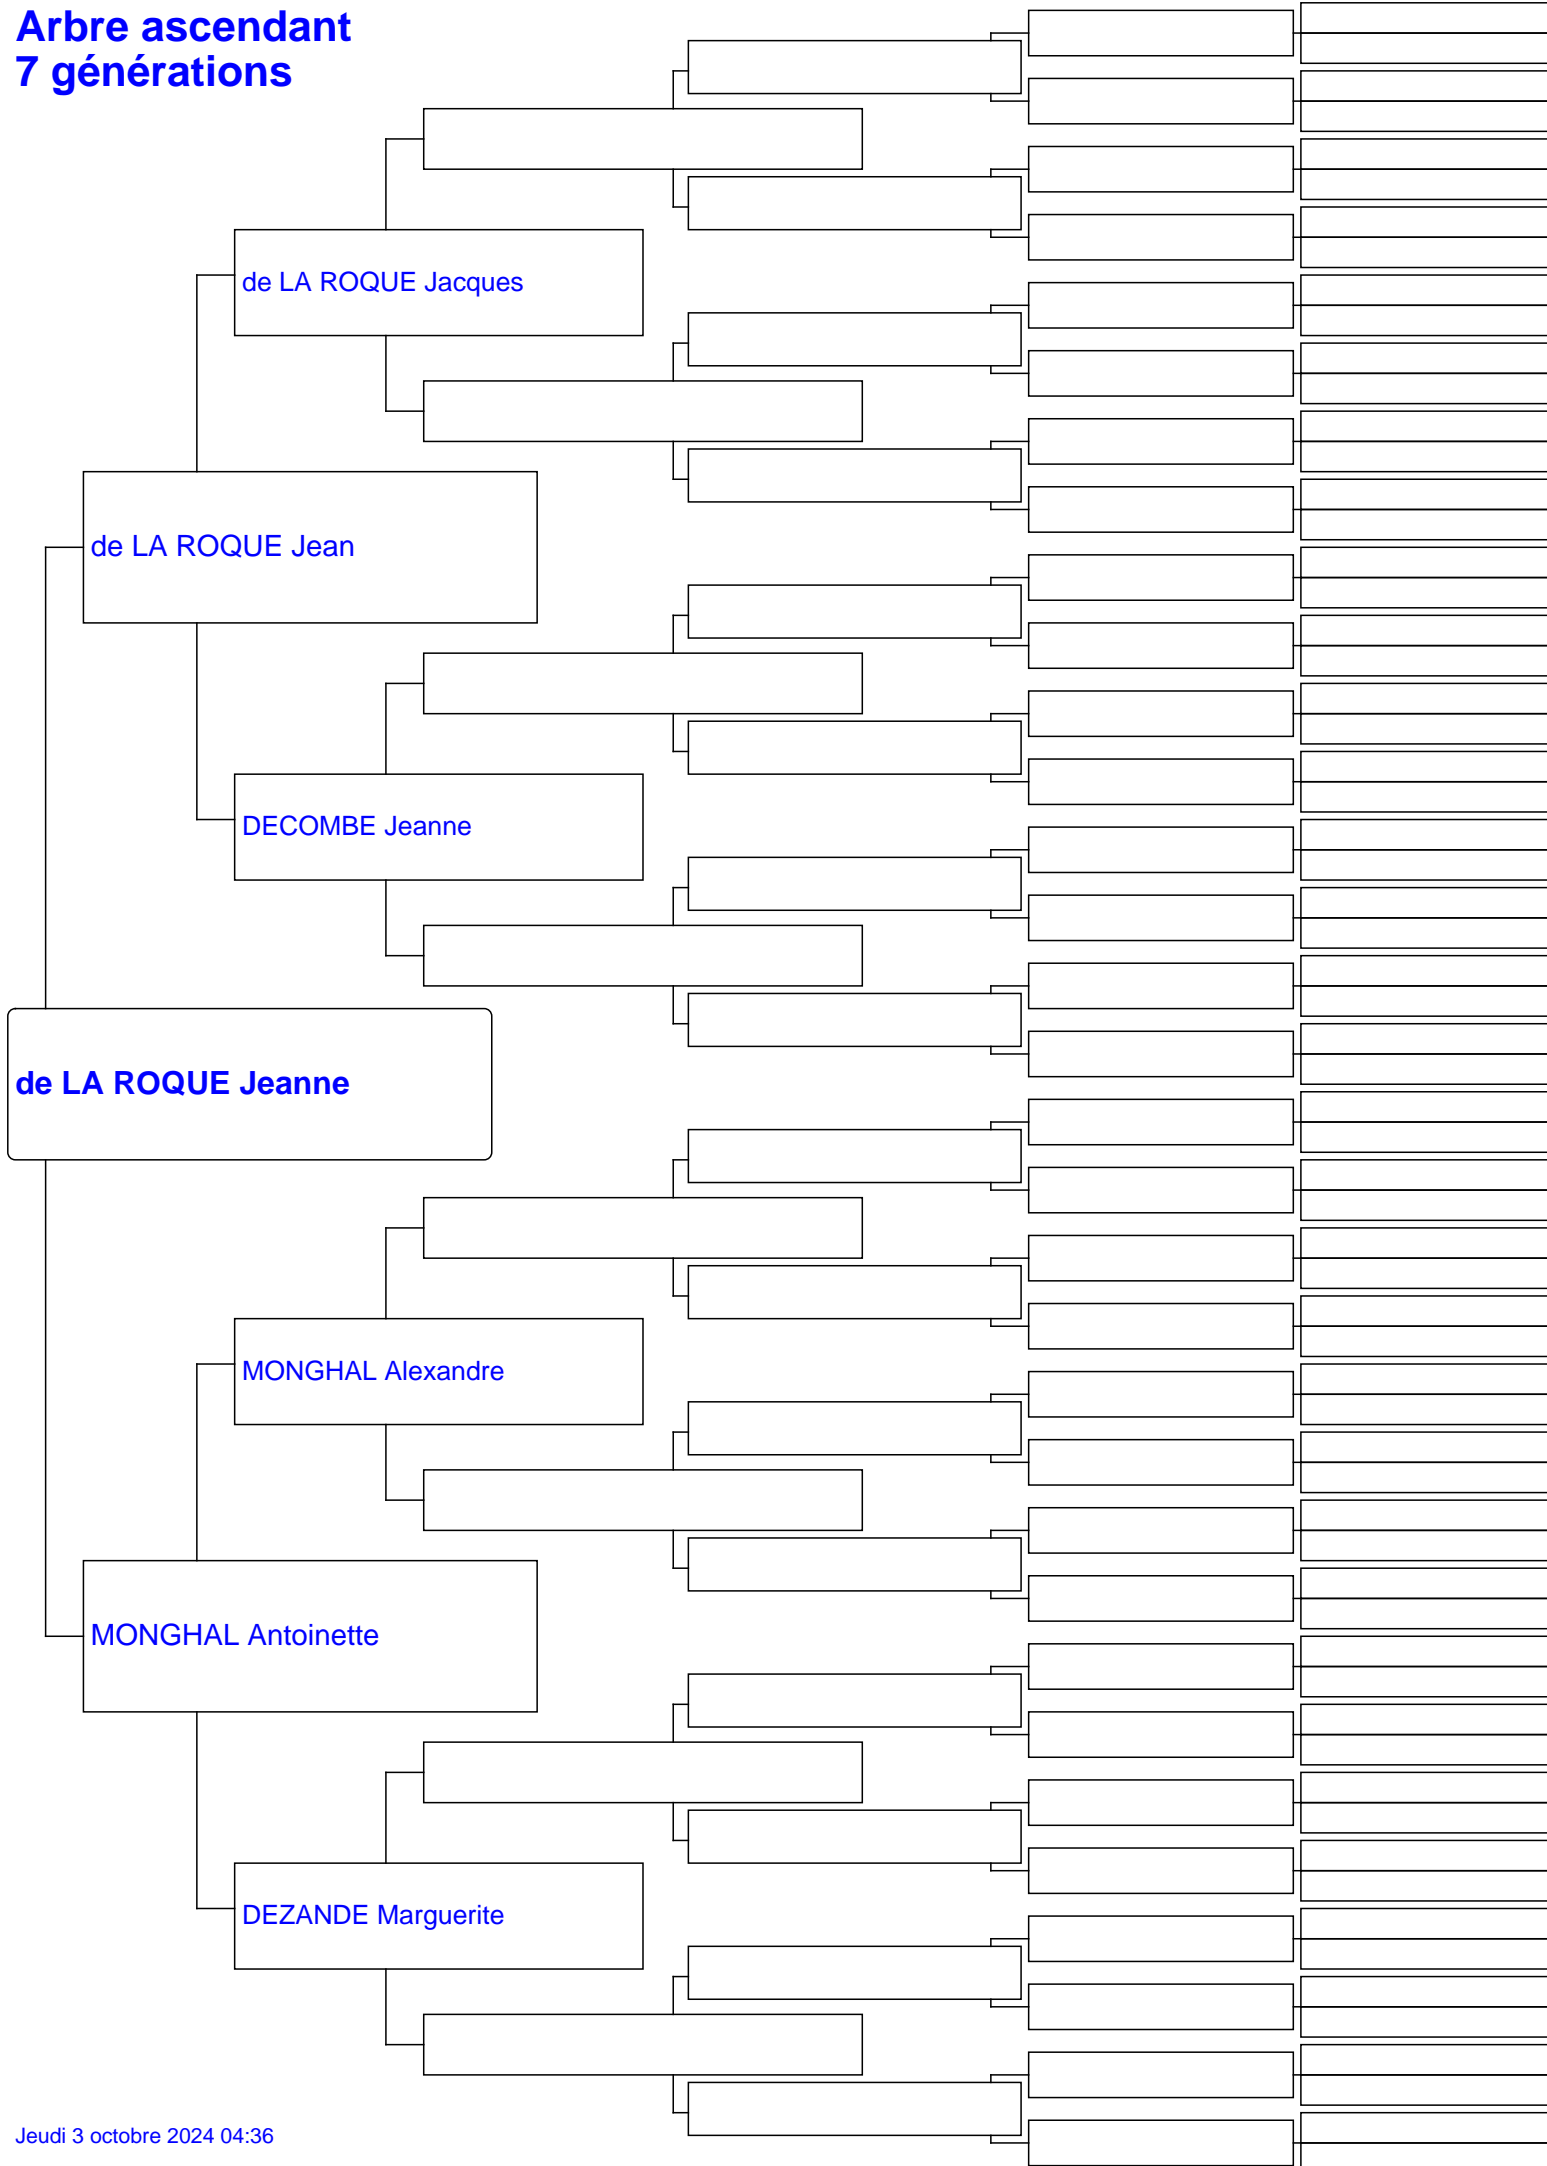 Arbre ascendant
7 générations
de LA ROQUE Jacques
de LA ROQUE Jean
DECOMBE Jeanne
de LA ROQUE Jeanne
MONGHAL Alexandre
MONGHAL Antoinette
DEZANDE Marguerite
Jeudi 3 octobre 2024 04:36